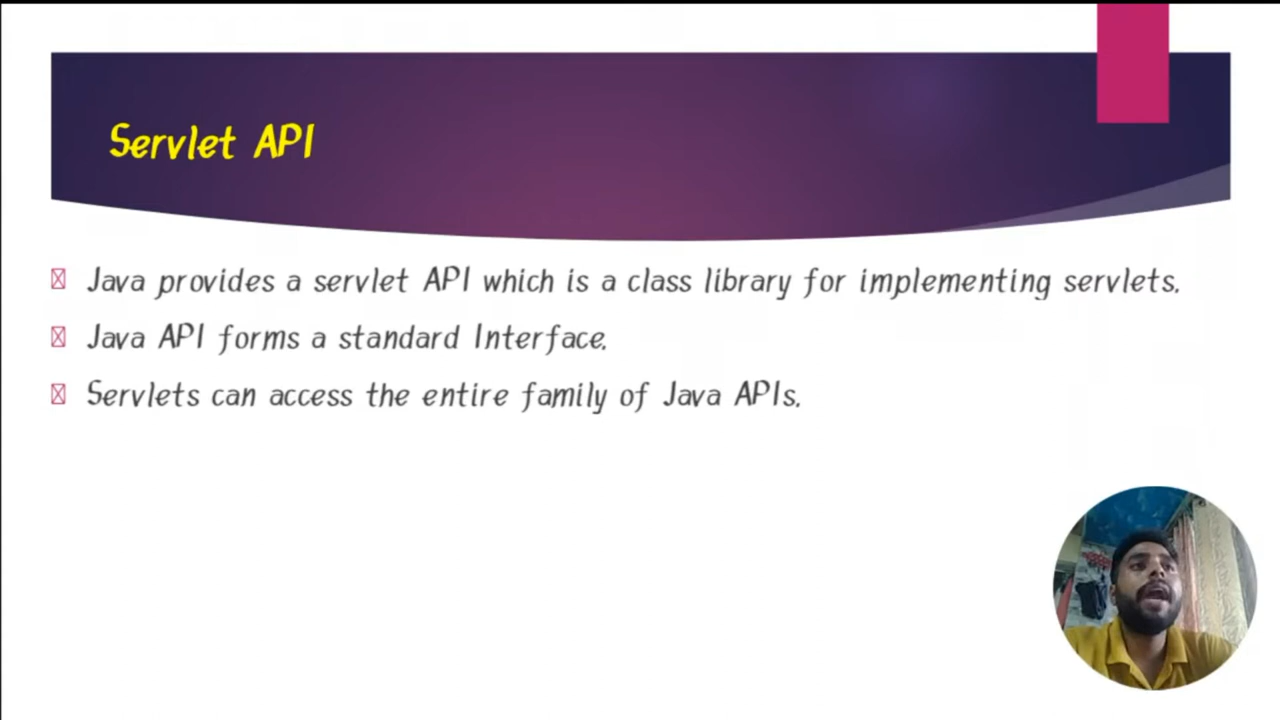 Servlet API
Java provides a servlet API which is a class library for implementing servlets.
Java API forms a standard Interface.
Servlets can access the entire family of Java APIs.